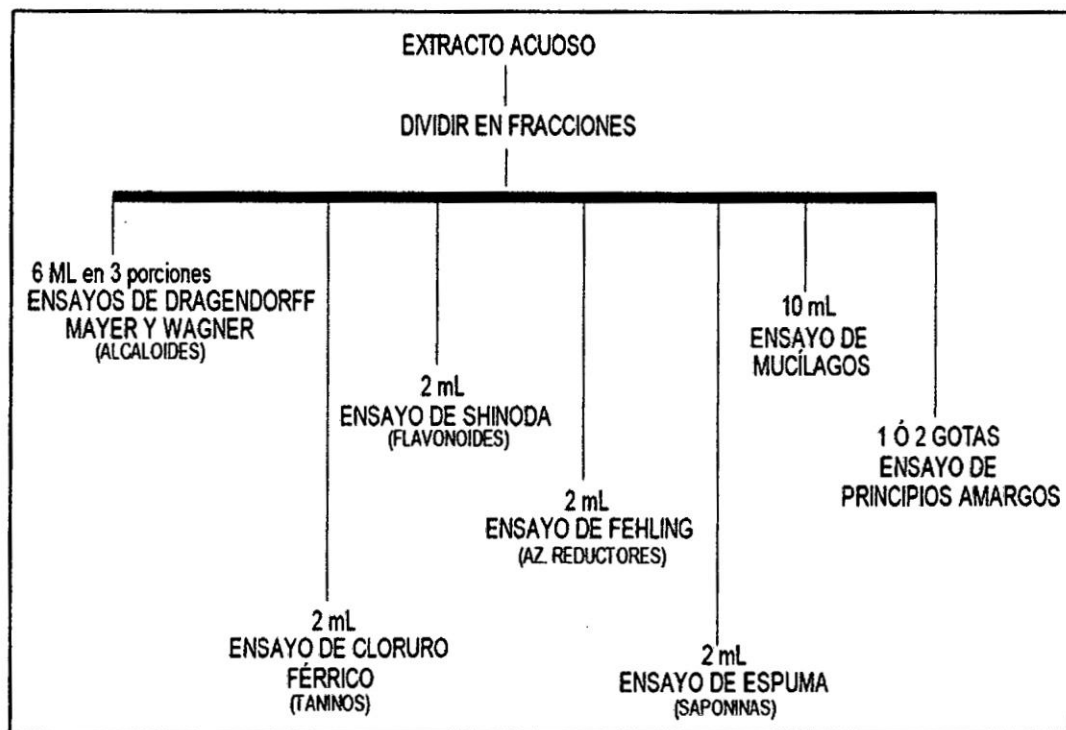 EXTRACTO ACUOSO
DIVIDIR EN FRACCIONES
6 ML en 3 porciones
ENSAYOS DE DRAGENDORFF
MAYER Y WAGNER
(ALCALOIDES)
2 mL
ENSAYO DE CLORURO
FÉRRICO
(TANINOS)
2 mL
ENSAYO DE SHINODA
(FLAVONOIDES)
2 mL
ENSAYO DE FEHLING
(AZ. REDUCTORES)
2 mL
ENSAYO DE ESPUMA
(SAPONINAS)
10 mL
ENSAYO DE
MUCÍLAGOS
1 Ó 2 GOTAS
ENSAYO DE
PRINCIPIOS AMARGOS